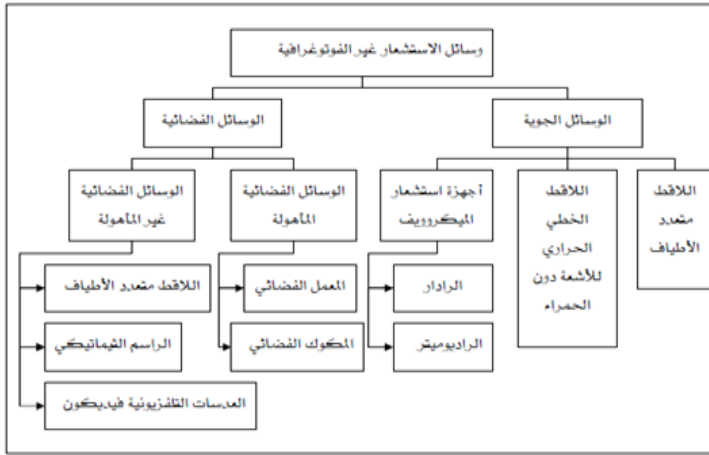 وسائل الاستشعار غير الفوتوغرافية
الوسائل الجوية
الوسائل الفضائية
اللاقط
متعدد
الأطياف
اللاقط
الخطي
الحراري
للأشعة دون
الحمراء
أجهزة استشعار
الميكروويف
الوسائل الفضائية
المأهولة
الوسائل الفضائية
غير المأهولة
الرادار
الراديوميتر
المعمل الفضائي
المكوك الفضائي
اللاقط متعدد الأطياف
الراسم الثيماتيكي
العدسات التلفزيونية فيديكون